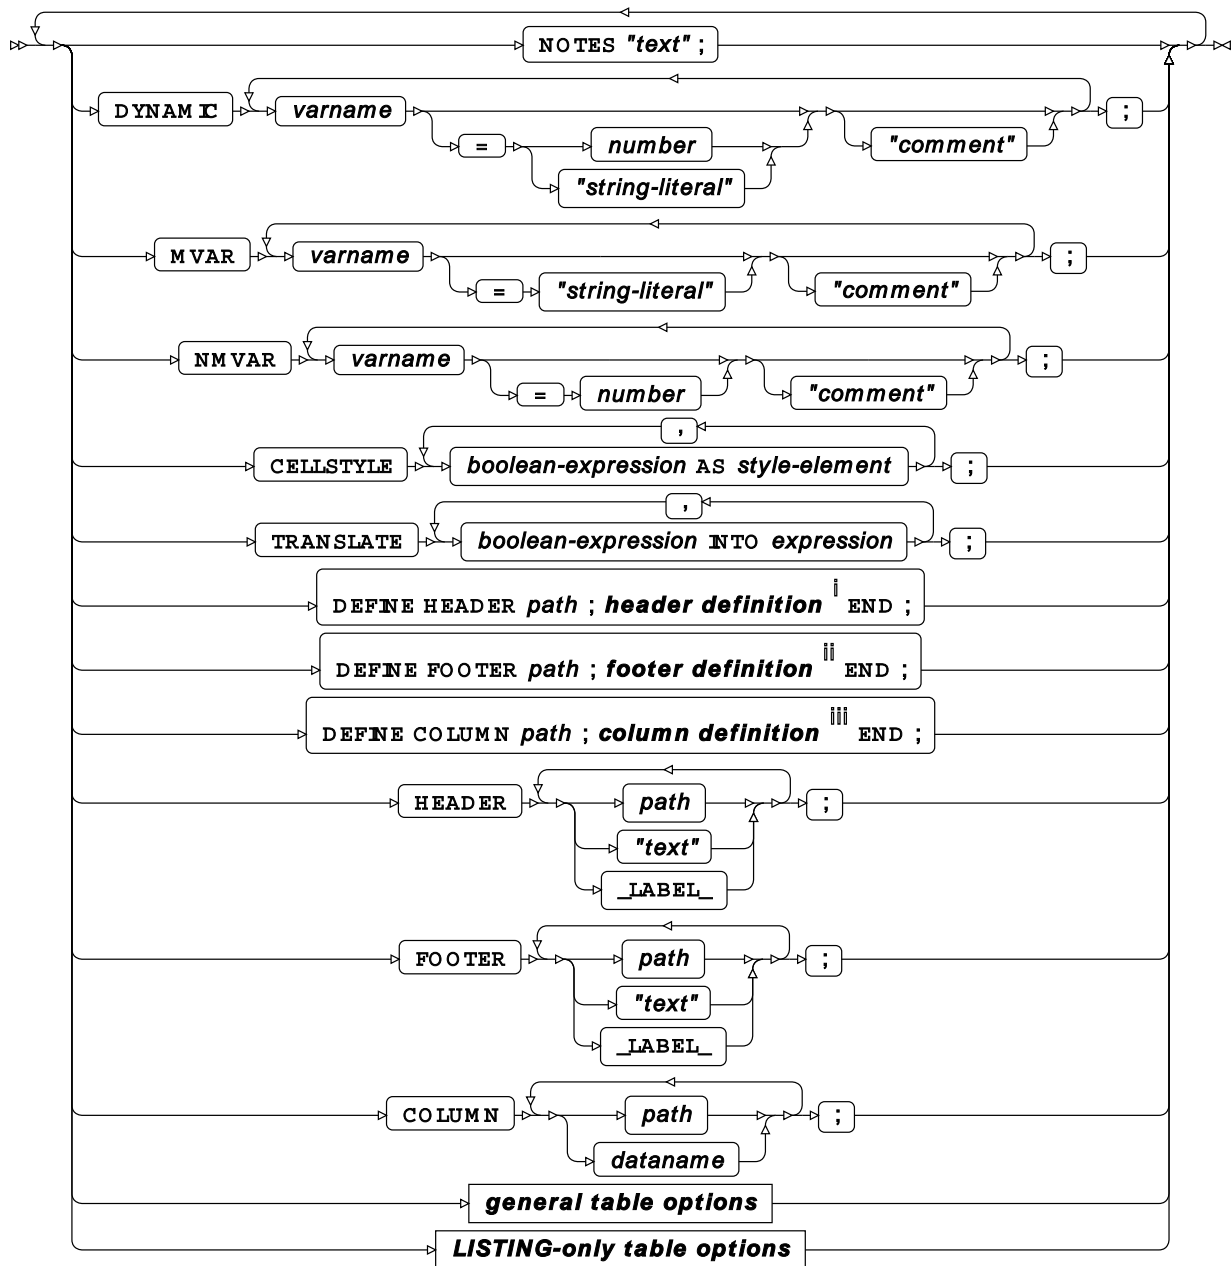 NOTES "text" ;
DYNAMIC varname = number "comment" ;
"string-literal"
MVAR varname = "string-literal" "comment" ;
NMVAR varname = number "comment" ;
,
CELLSTYLE boolean-expression AS style-element ;
,
TRANSLATE boolean-expression INTO expression ;
DEFINE HEADER path ; header definition i END ;
DEFINE FOOTER path ; footer definition ii END ;
DEFINE COLUMN path ; column definition iii END ;
HEADER path ;
"text"
_LABEL_
FOOTER path ;
"text"
_LABEL_
COLUMN path ;
dataname
general table options
LISTING-only table options